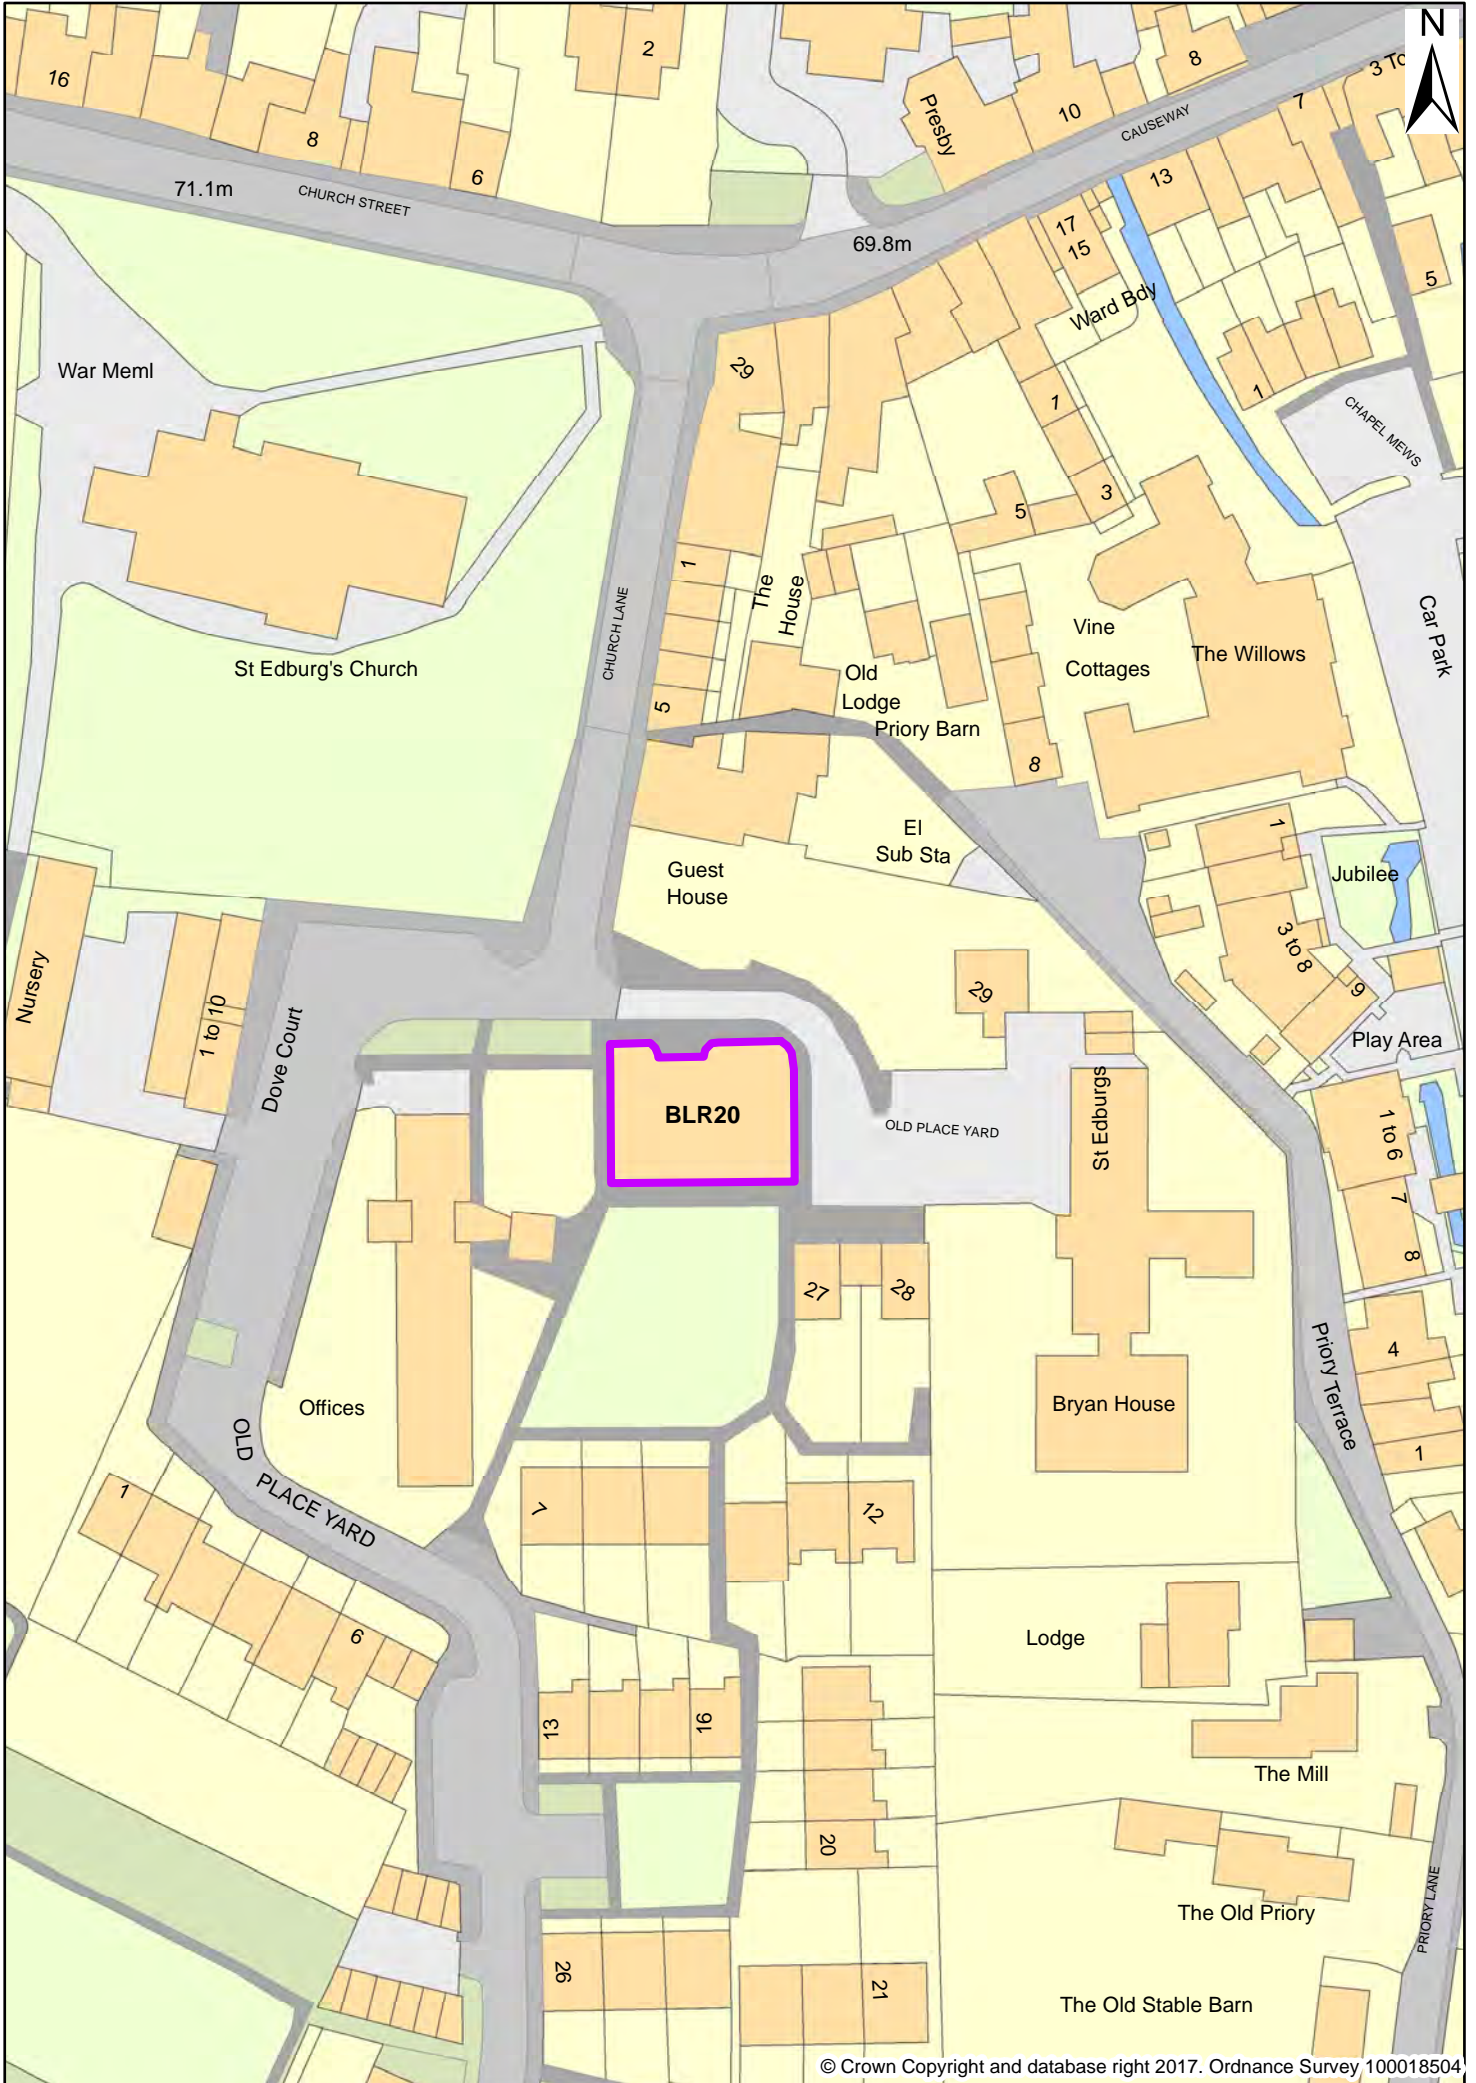 N
16
2
8
3 To
Presby
10
7
CAUSEWAY
8
6
13
71.1m
CHURCH STREET
17
15
69.8m
5
Ward Bdy
War Meml
29
1
1
CHAPEL MEWS
3
5
1
The
House
CHURCH LANE
Vine
Cottages
The Willows
Car Park
St Edburg's Church
Old
Lodge
5
Priory Barn
8
El
Sub Sta
1
Guest
House
Jubilee
3 to 8
Nursery
29
9
1 to 10
Play Area
Dove Court
BLR20
OLD PLACE YARD
St Edburgs
1 to 6
7
8
27
28
Priory Terrace
4
Offices
Bryan House
OLD
PLACE YARD
1
1
7
12
6
Lodge
13
16
The Mill
20
PRIORY LANE
The Old Priory
26
21
The Old Stable Barn
© Crown Copyright and database right 2017. Ordnance Survey 100018504